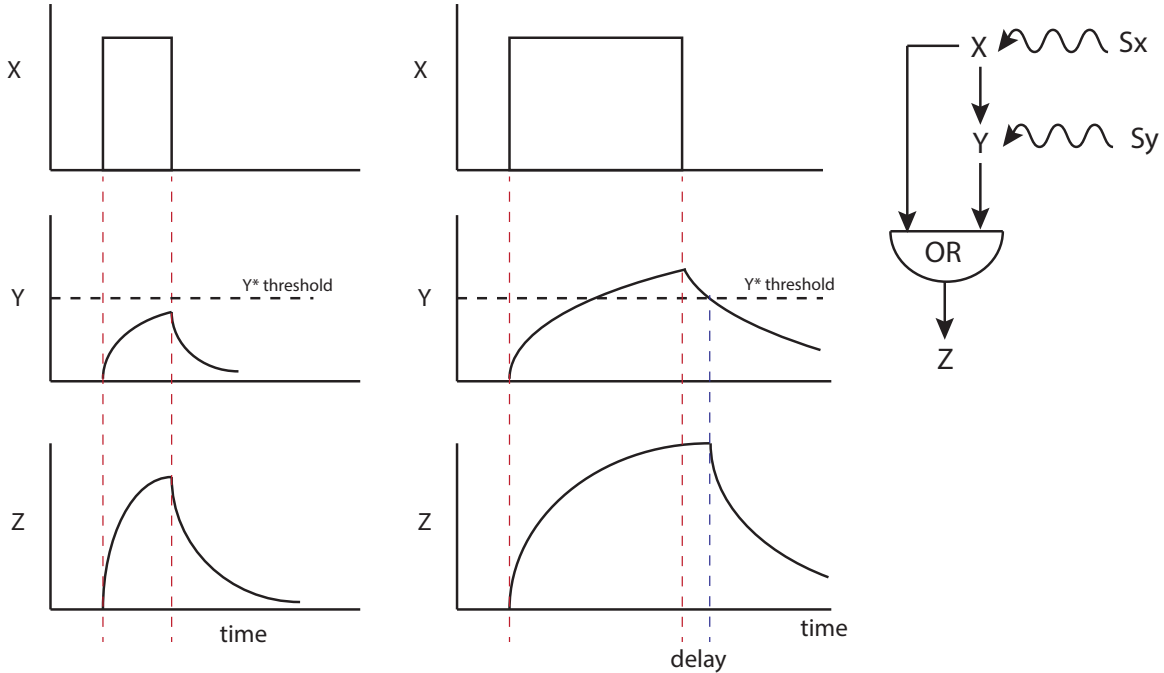 X
Y* threshold
Y
Z
time
X
Y* threshold
Y
Z
time
delay
X
Sx
Y
Sy
OR
Z